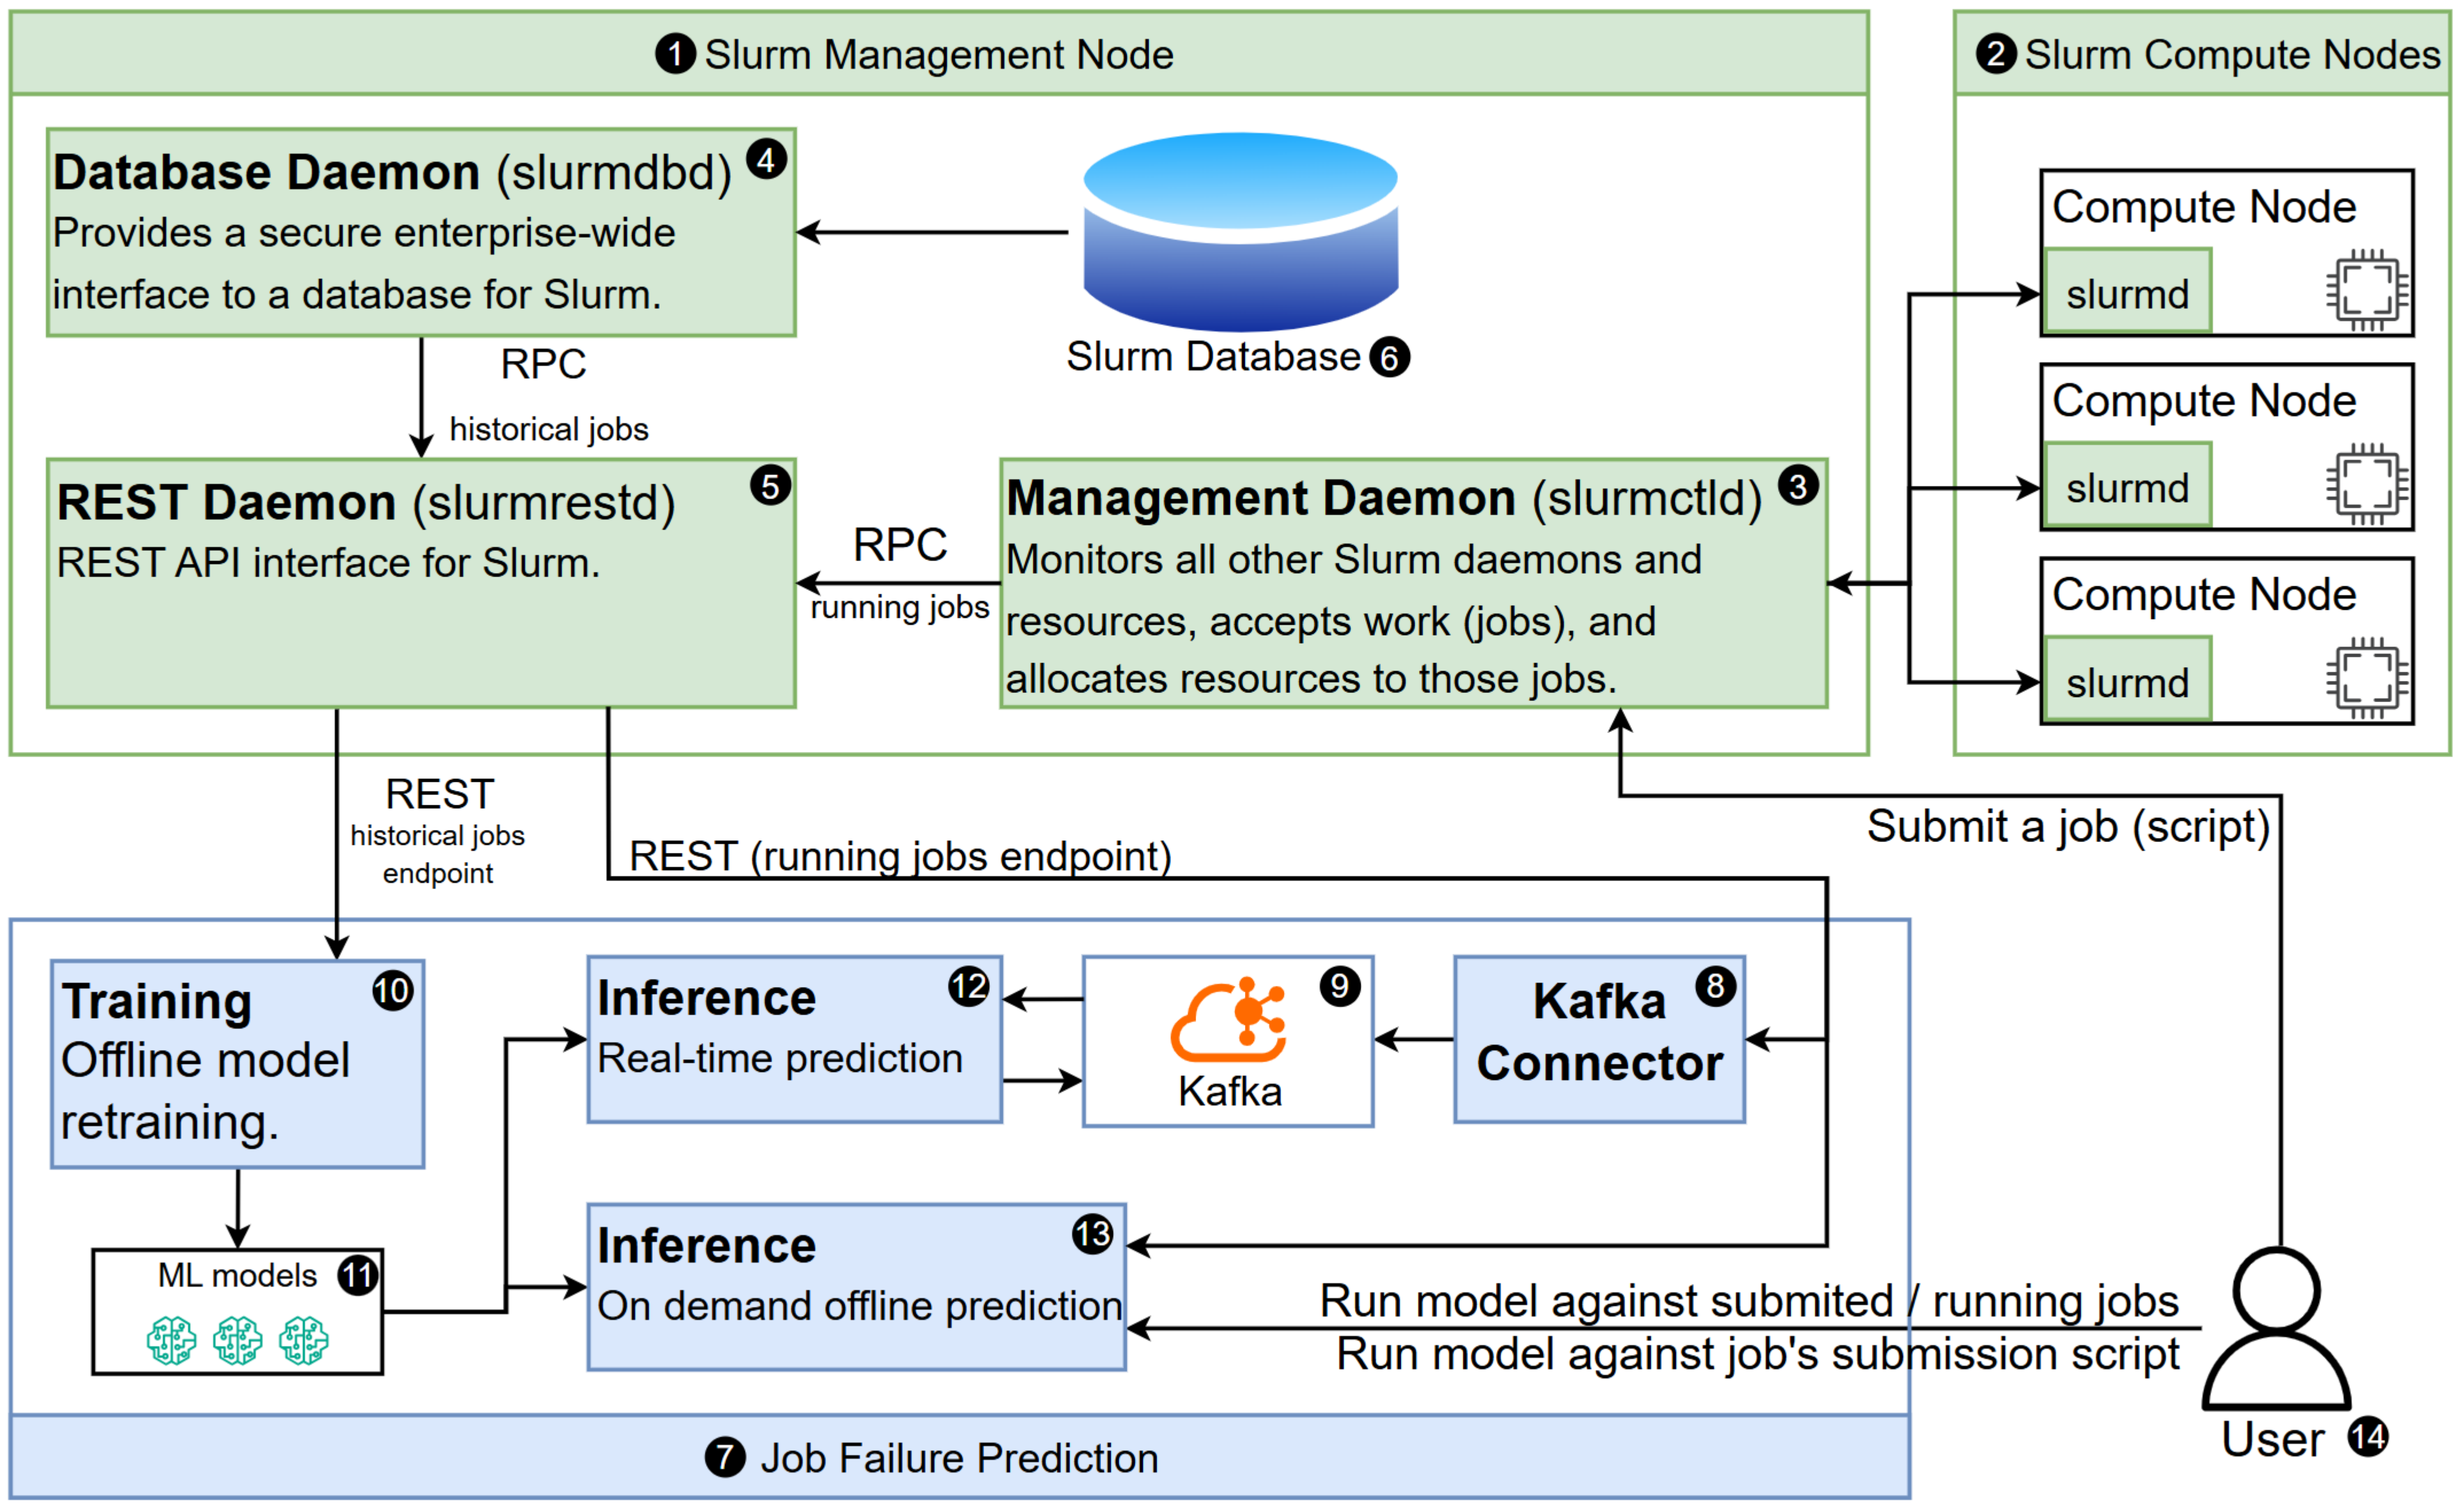 1 Slurm Management Node
2 Slurm Compute Nodes
Database Daemon (slurmdbd) 4
Provides a secure enterprise-wide
interface to a database for Slurm.
Slurm Database 6
RPC
historical jobs
REST Daemon (slurmrestd) 5
REST API interface for Slurm.
RPC
running jobs
Management Daemon (slurmctld) 3
Monitors all other Slurm daemons and
resources, accepts work (jobs), and
allocates resources to those jobs.
Compute Node
slurmd
Compute Node
slurmd
Compute Node
slurmd
REST
historical jobs
endpoint
REST (running jobs endpoint)
Submit a job (script)
Training 10
Offline model
retraining.
Inference 12
Real-time prediction
9
Kafka
Kafka 8
Connector
ML models 11
Inference 13
On demand offline prediction
Run model against submited / running jobs
Run model against job's submission script
User 14
7 Job Failure Prediction